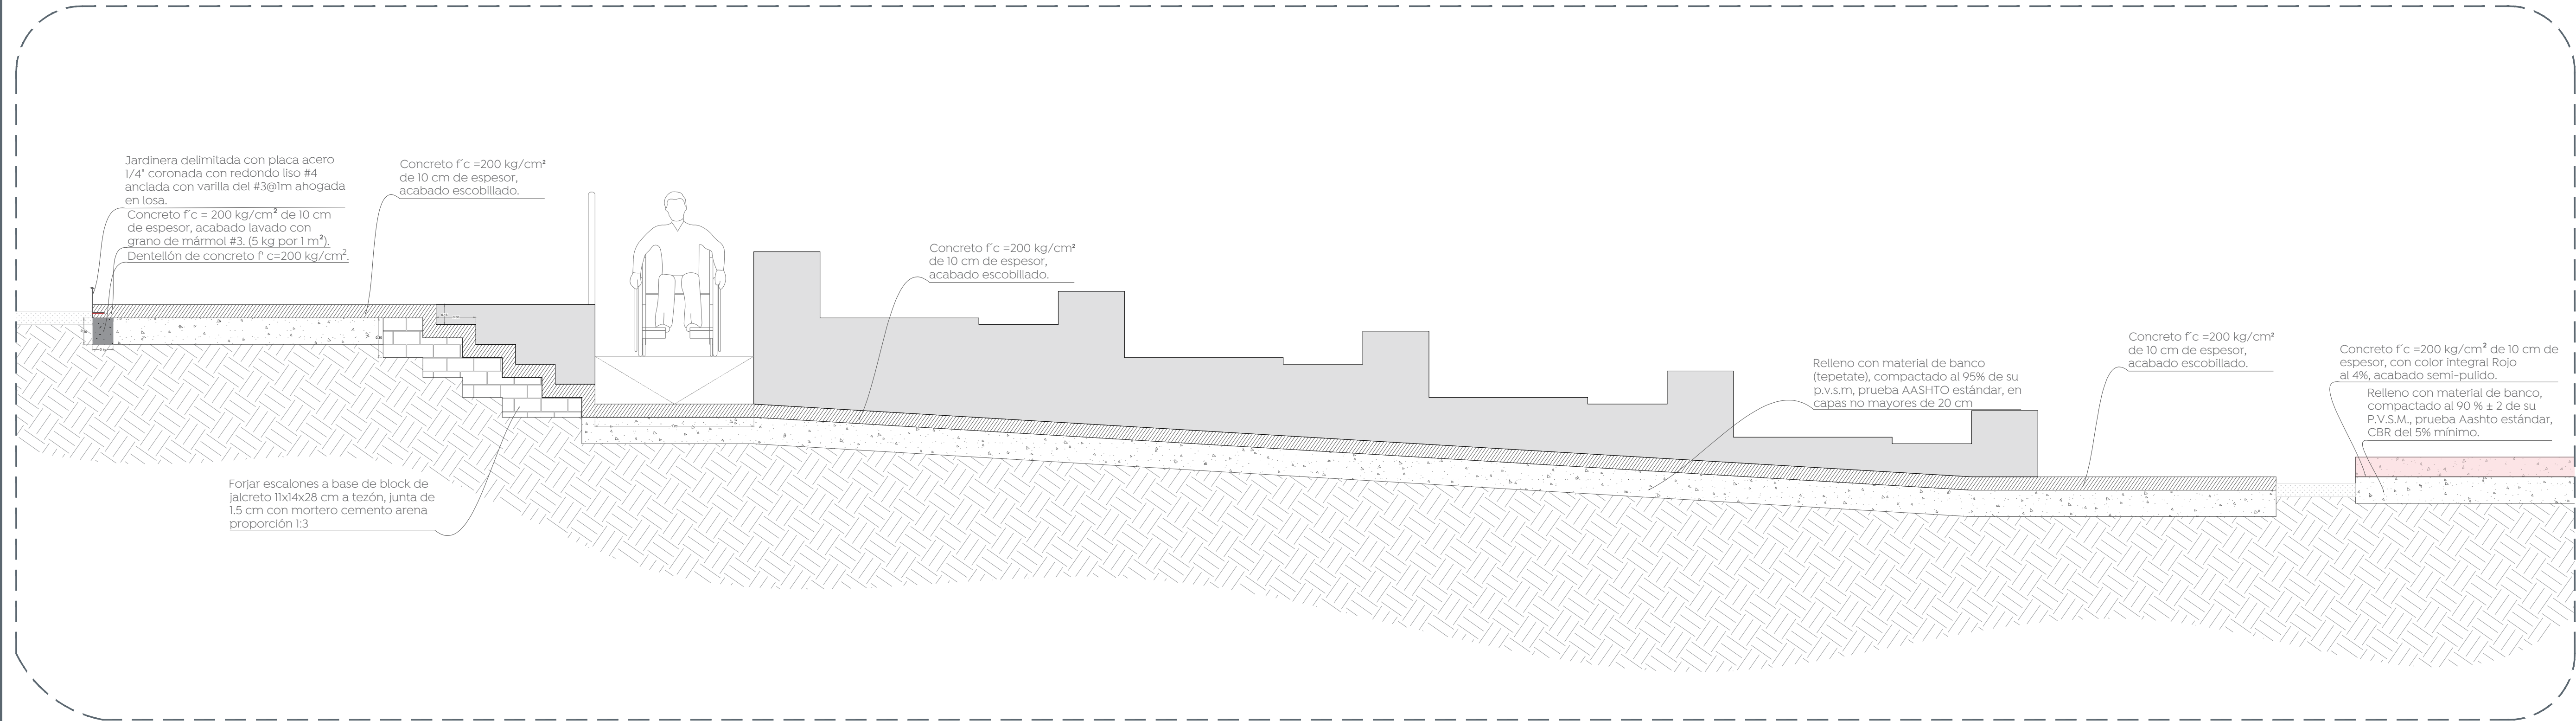 Jardinera delimitada con placa acero
1/4" coronada con redondo liso #4
anclada con varilla del #3@1m ahogada
en losa.
Concreto f´c = 200 kg/cm² de 10 cm
de espesor, acabado lavado con
grano de mármol #3. (5 kg por 1 m²).
Dentellón de concreto f' c=200 kg/cm².
Concreto f´c =200 kg/cm²
de 10 cm de espesor,
acabado escobillado.
Concreto f´c =200 kg/cm²
de 10 cm de espesor,
acabado escobillado.
Forjar escalones a base de block de
jalcreto 11x14x28 cm a tezón, junta de
1.5 cm con mortero cemento arena
proporción 1:3
Relleno con material de banco
(tepetate), compactado al 95% de su
p.v.s.m, prueba AASHTO estándar, en
capas no mayores de 20 cm
Concreto f´c =200 kg/cm²
de 10 cm de espesor,
acabado escobillado.
Concreto f´c =200 kg/cm² de 10 cm de
espesor, con color integral Rojo
al 4%, acabado semi-pulido.
Relleno con material de banco,
compactado al 90 % ± 2 de su
P.V.S.M., prueba Aashto estándar,
CBR del 5% mínimo.